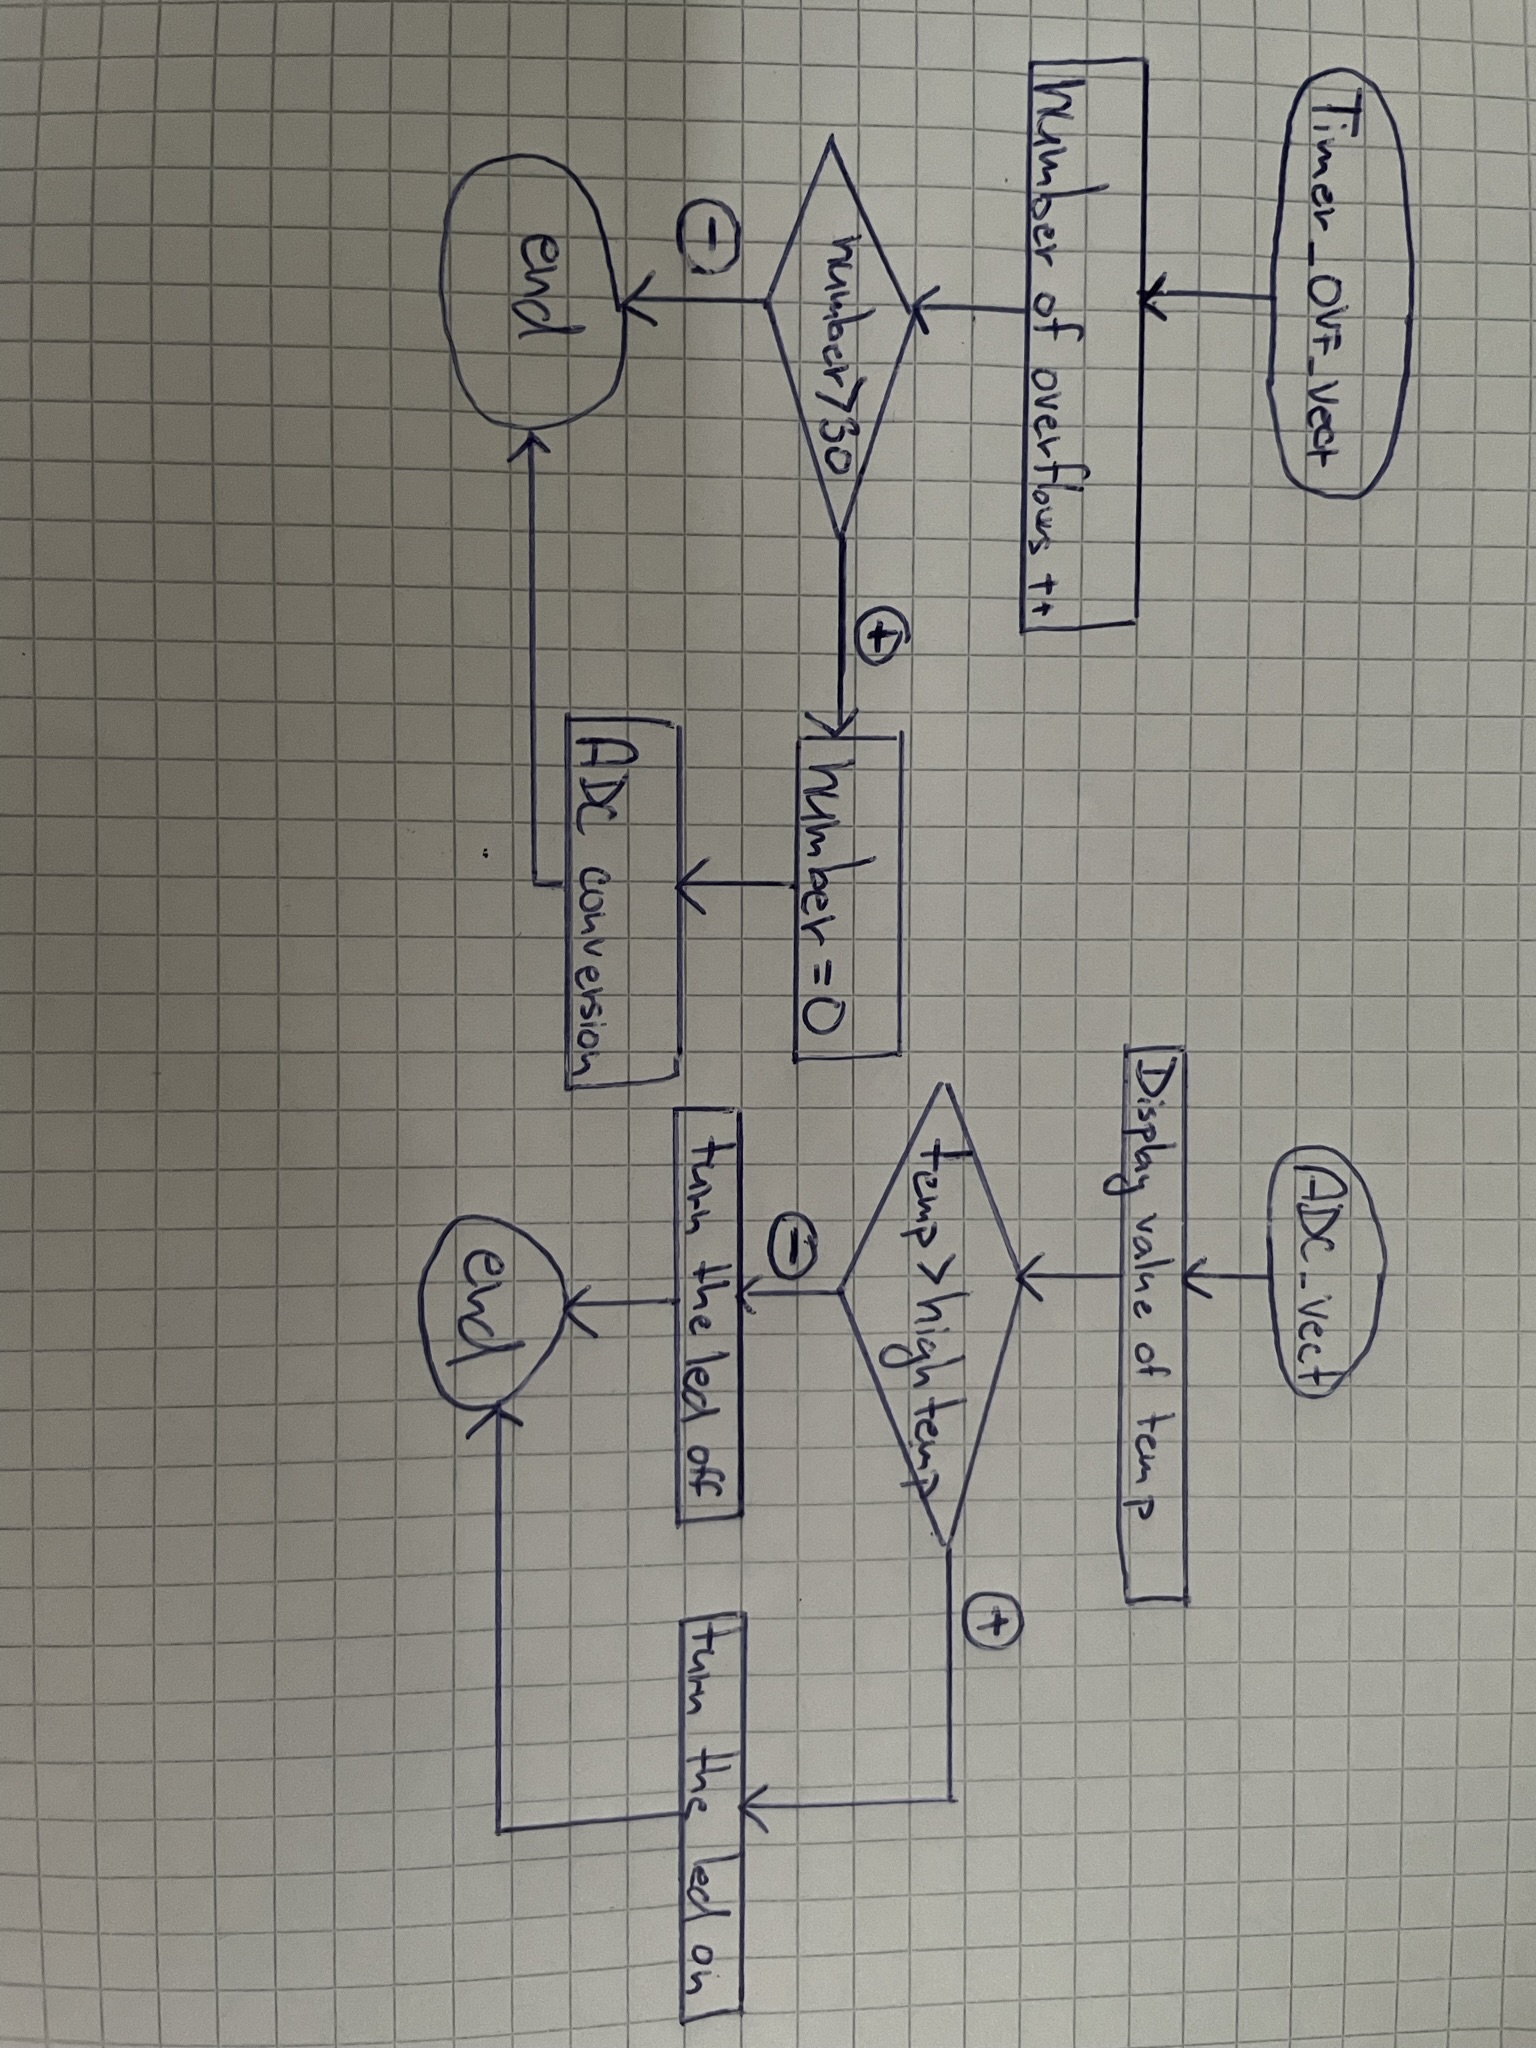 Timer_OVF_vect
number of overflows ++
number>30
+
number = 0
-
ADC conversion
end
ADC_vect
Display value of temp
temp > high temp
+
-
turn the led off
turn the led on
end